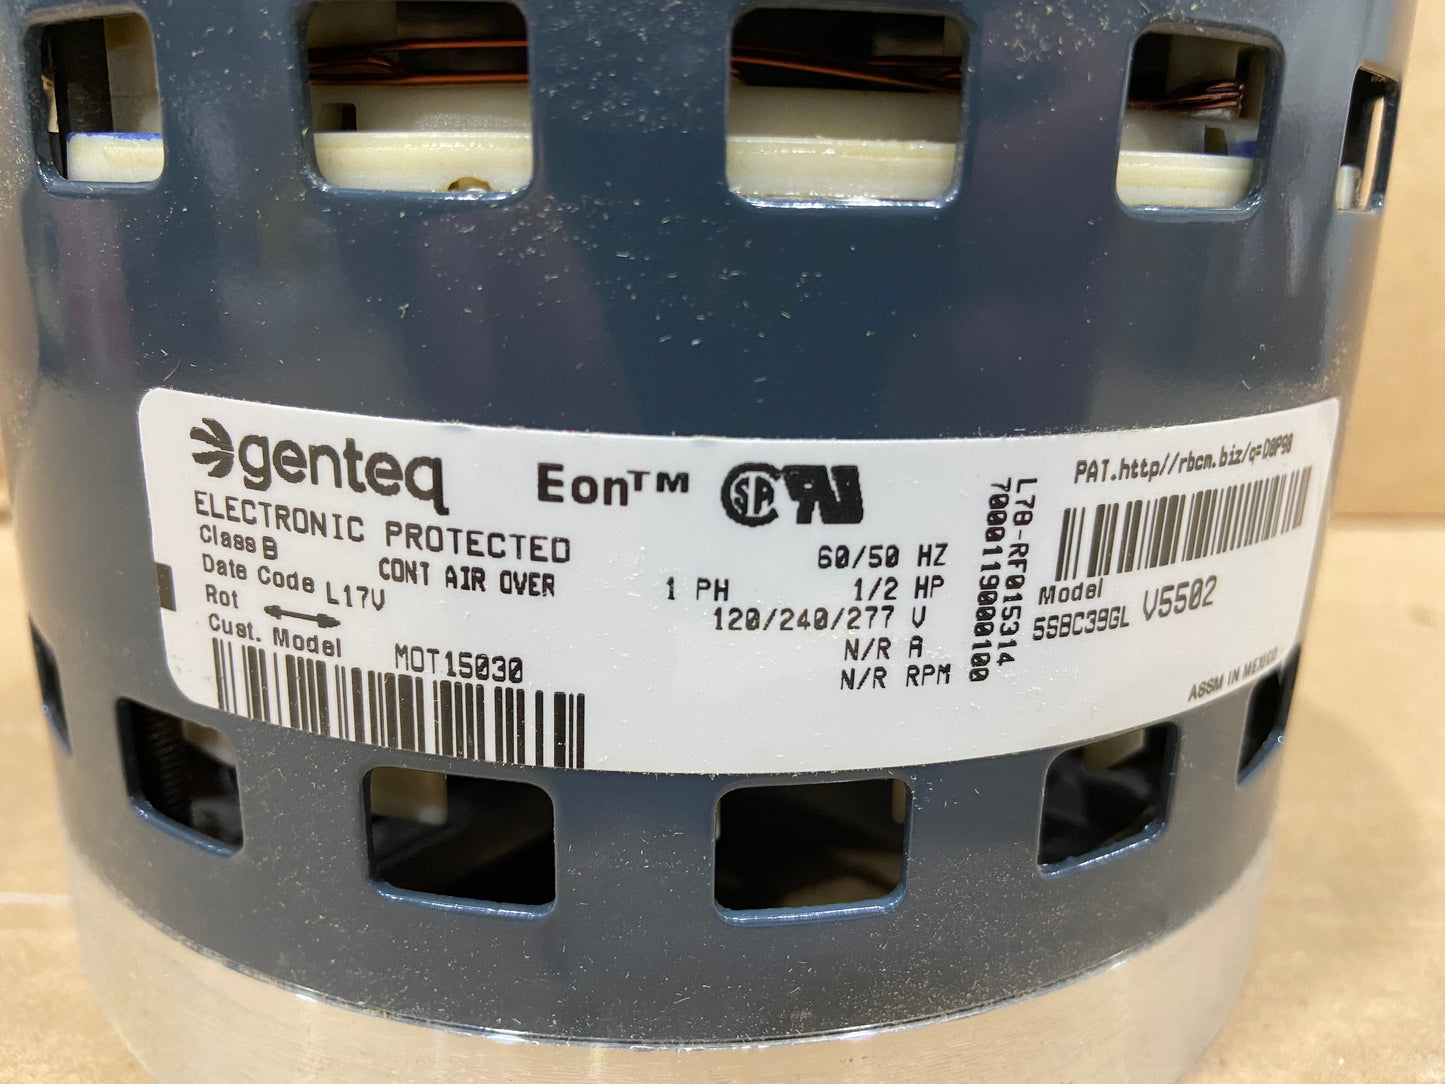 genteq Eon™ SA RU
ELECTRONIC PROTECTED
Class B
CONT AIR OVER
Date Code L17V
Rot
Cust. Model MOT15030
60/50 HZ
1 PH 1/2 HP
120/240/277 V
N/R A
N/R RPM
L78-RF015314
7000119000100
PAT.http//rbcm.biz/q=D8P98
Model
5SBC39GL V5502
ASSM IN MEXICO